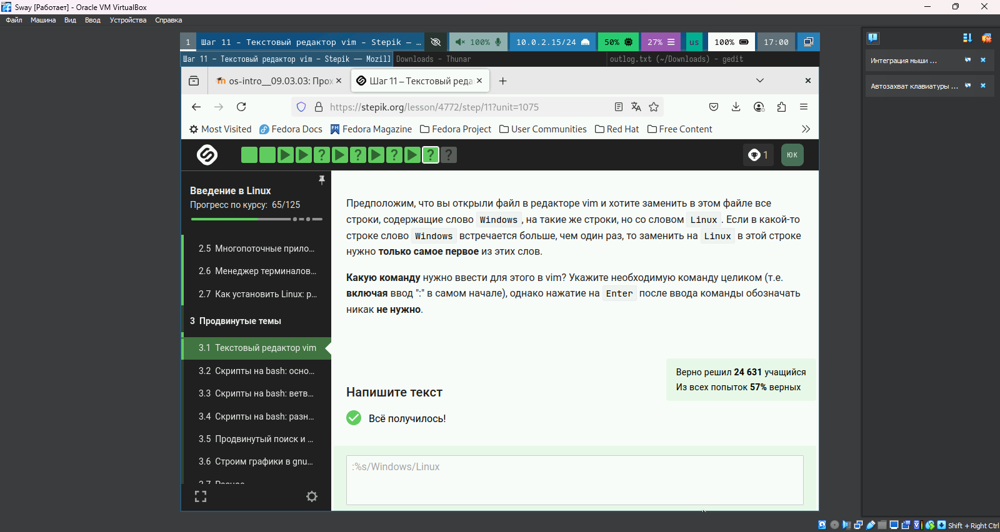 Sway [Работает] - Oracle VM VirtualBox
Файл Машина Вид Ввод Устройства Справка
1 Шаг 11 – Текстовый редактор vim – Stepik — … 100% 10.0.2.15/24 50% 27% us 100% 17:00
Шаг 11 – Текстовый редактор vim – Stepik — Mozill Downloads – Thunar outlog.txt (~/Downloads) – gedit
os-intro__09.03.03: Прох Шаг 11 – Текстовый реда
https://stepik.org/lesson/4772/step/11?unit=1075
Most Visited Fedora Docs Fedora Magazine Fedora Project User Communities Red Hat Free Content
? ? ? ? ? 1 ЮК
Введение в Linux
Прогресс по курсу: 65/125
2.5 Многопоточные прило...
2.6 Менеджер терминалов...
2.7 Как установить Linux: р...
3 Продвинутые темы
3.1 Текстовый редактор vim
3.2 Скрипты на bash: осно...
3.3 Скрипты на bash: ветв...
3.4 Скрипты на bash: разн...
3.5 Продвинутый поиск и ...
3.6 Строим графики в gnu...
3.7 Разное
Предположим, что вы открыли файл в редакторе vim и хотите заменить в этом файле все
строки, содержащие слово Windows, на такие же строки, но со словом Linux. Если в какой-то
строке слово Windows встречается больше, чем один раз, то заменить на Linux в этой строке
нужно только самое первое из этих слов.
Какую команду нужно ввести для этого в vim? Укажите необходимую команду целиком (т.е.
включая ввод ":" в самом начале), однако нажатие на Enter после ввода команды обозначать
никак не нужно.
Верно решил 24 631 учащийся
Из всех попыток 57% верных
Напишите текст
Всё получилось!
:%s/Windows/Linux
Интеграция мыши ...
Автозахват клавиатуры ...
Shift + Right Ctrl